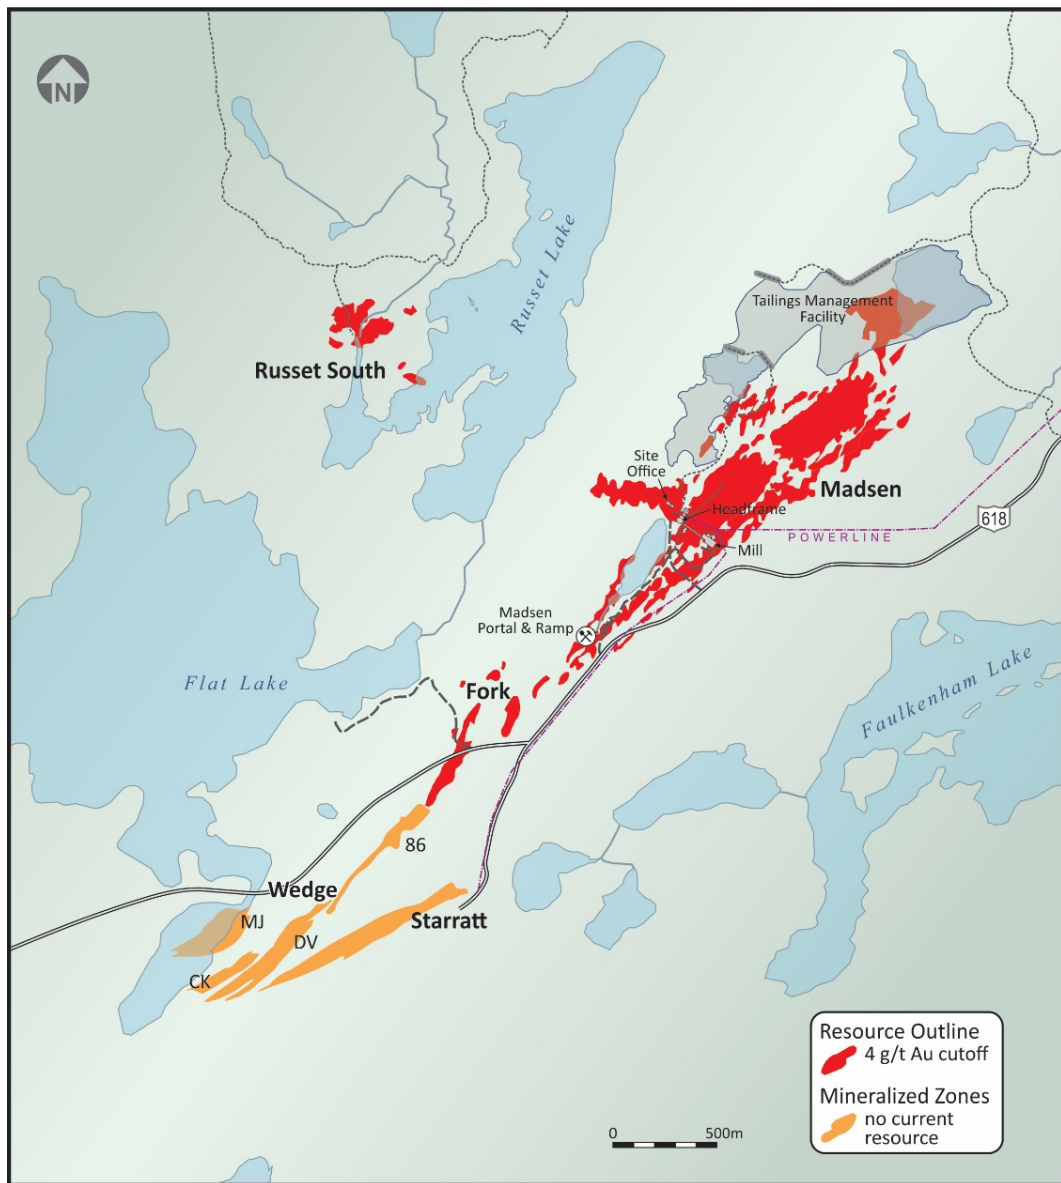 N
Russet Lake
Tailings Management
Facility
Russet South
Site
Office
Madsen
Headframe
618
POWERLINE
Mill
Madsen
Portal & Ramp
Flat Lake
Fork
Faulkenham Lake
86
Wedge
MJ
Starratt
DV
CK
Resource Outline
4 g/t Au cutoff
Mineralized Zones
no current
resource
0 500m